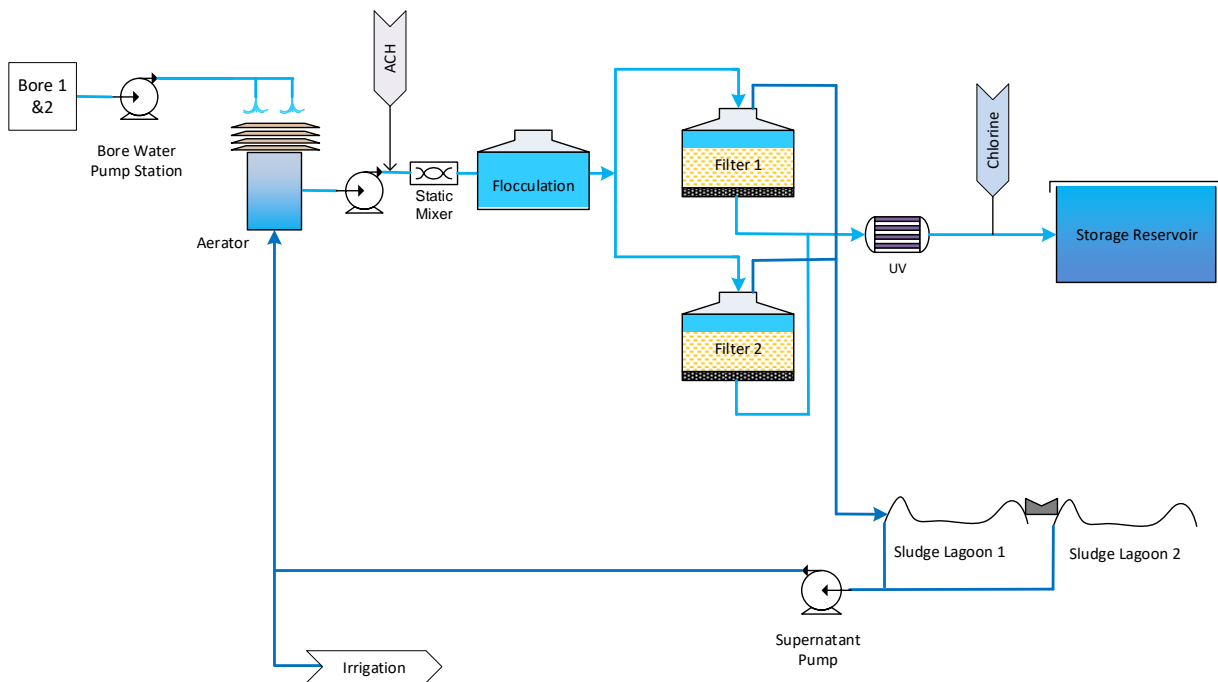 Bore 1
&2
Bore Water
Pump Station
Aerator
ACH
Static
Mixer
Flocculation
Filter 1
Filter 2
UV
Chlorine
Storage Reservoir
Sludge Lagoon 1
Sludge Lagoon 2
Supernatant
Pump
Irrigation